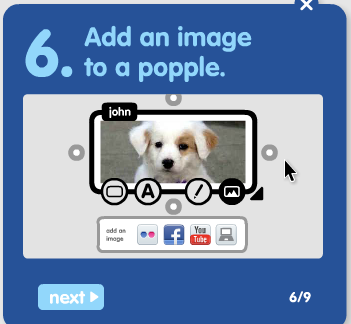 6. Add an image
to a popple.
john
A
add an
image
f
You
Tube
next
6/9